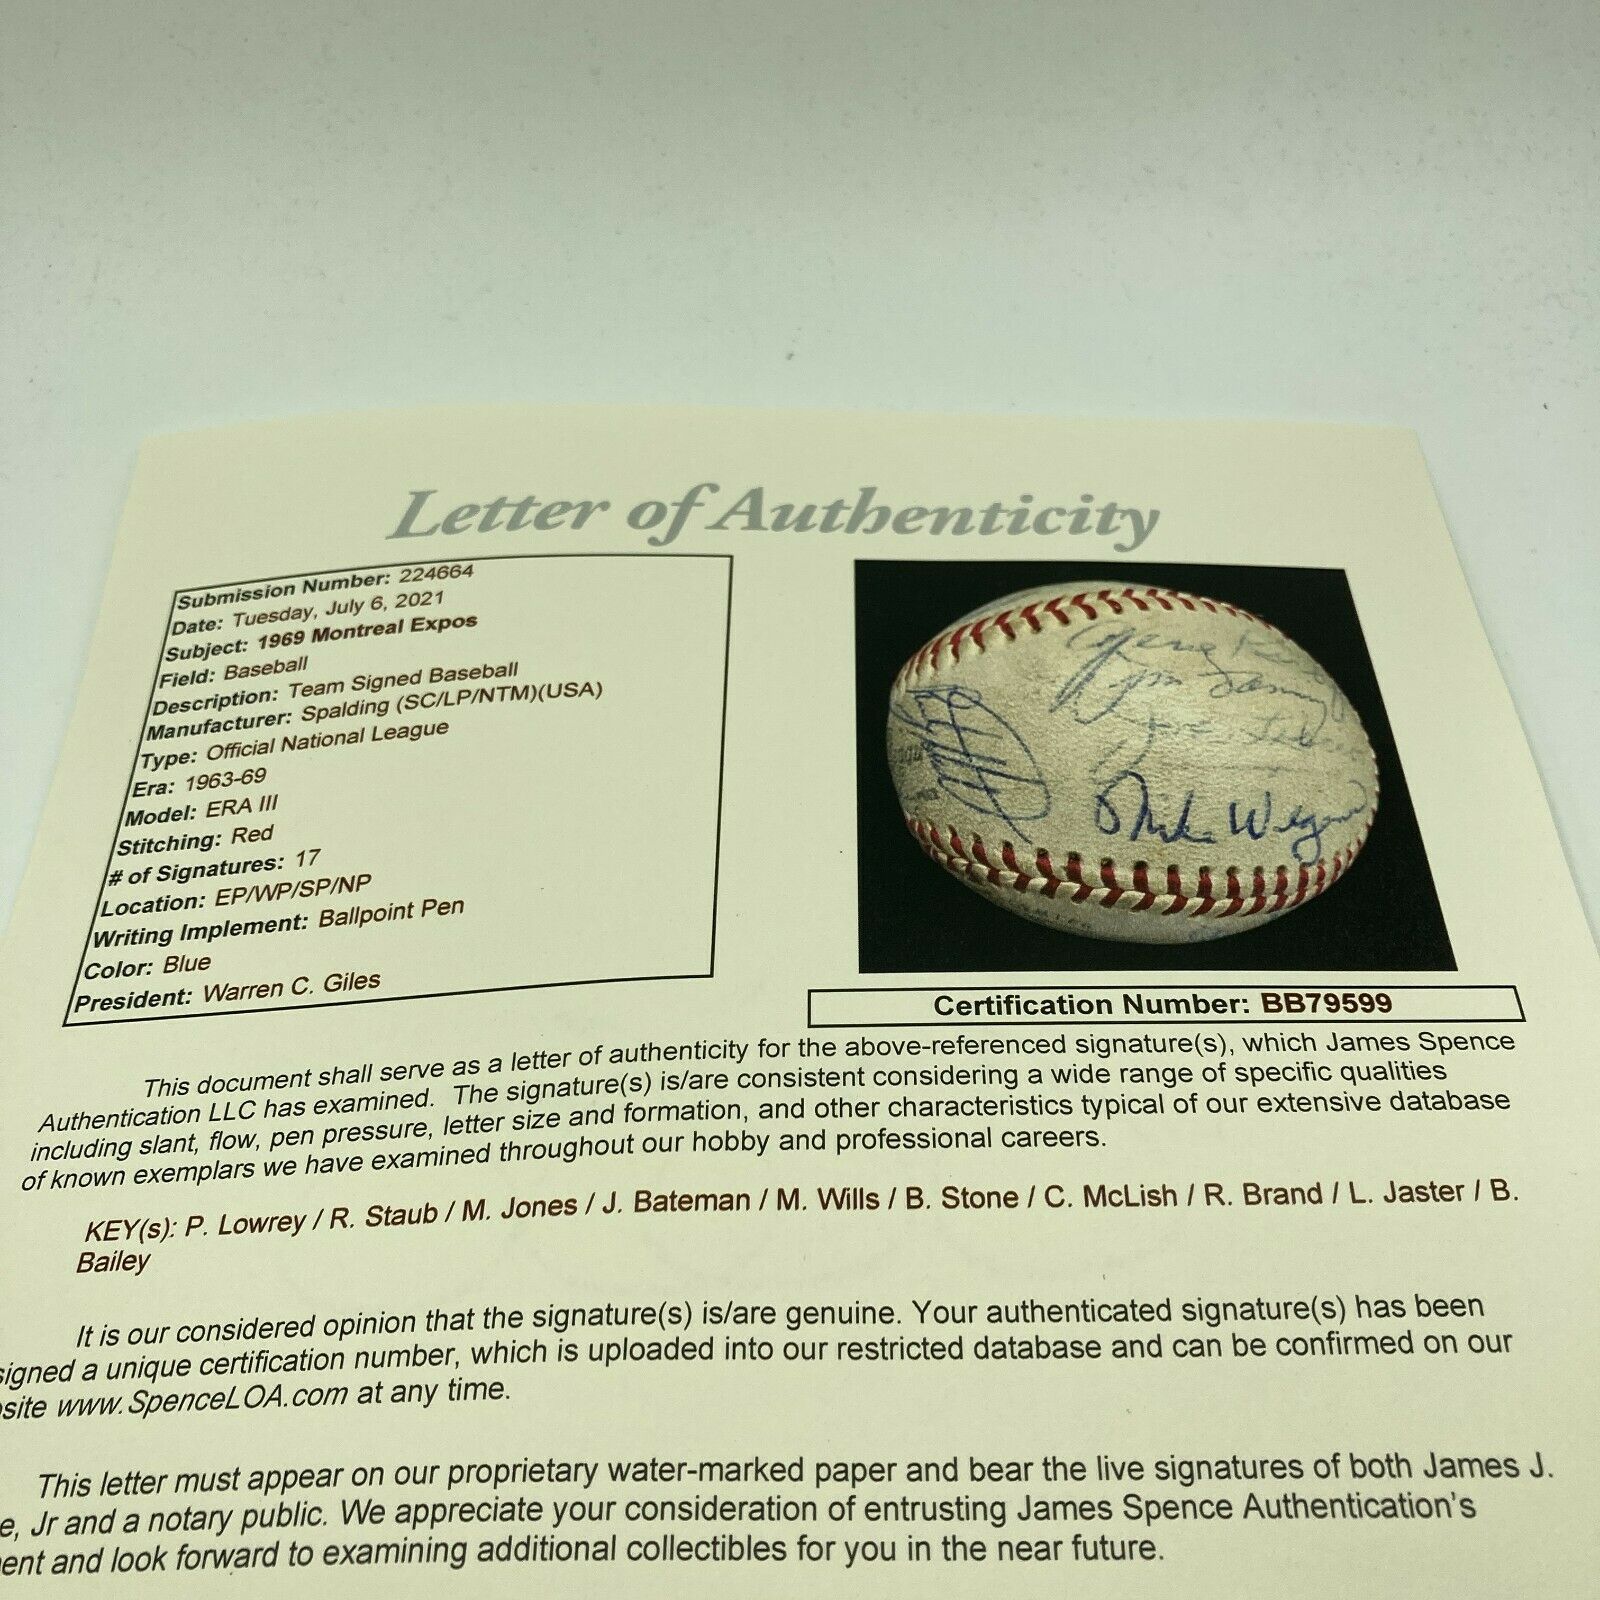 Letter of Authenticity
Submission Number: 224664
Date: Tuesday, July 6, 2021
Subject: 1969 Montreal Expos
Field: Baseball
Description: Team Signed Baseball
Manufacturer: Spalding (SC/LP/NTM)(USA)
Type: Official National League
Era: 1963-69
Model: ERA III
Stitching: Red
# of Signatures: 17
Location: EP/WP/SP/NP
Writing Implement: Ballpoint Pen
Color: Blue
President: Warren C. Giles
Gene
Mike Wegener
Certification Number: BB79599
This document shall serve as a letter of authenticity for the above-referenced signature(s), which James Spence
Authentication LLC has examined. The signature(s) is/are consistent considering a wide range of specific qualities
including slant, flow, pen pressure, letter size and formation, and other characteristics typical of our extensive database
of known exemplars we have examined throughout our hobby and professional careers.
KEY(s): P. Lowrey / R. Staub / M. Jones / J. Bateman / M. Wills / B. Stone / C. McLish / R. Brand / L. Jaster / B.
Bailey
It is our considered opinion that the signature(s) is/are genuine. Your authenticated signature(s) has been
signed a unique certification number, which is uploaded into our restricted database and can be confirmed on our
site www.SpenceLOA.com at any time.
This letter must appear on our proprietary water-marked paper and bear the live signatures of both James J.
e, Jr and a notary public. We appreciate your consideration of entrusting James Spence Authentication's
ent and look forward to examining additional collectibles for you in the near future.